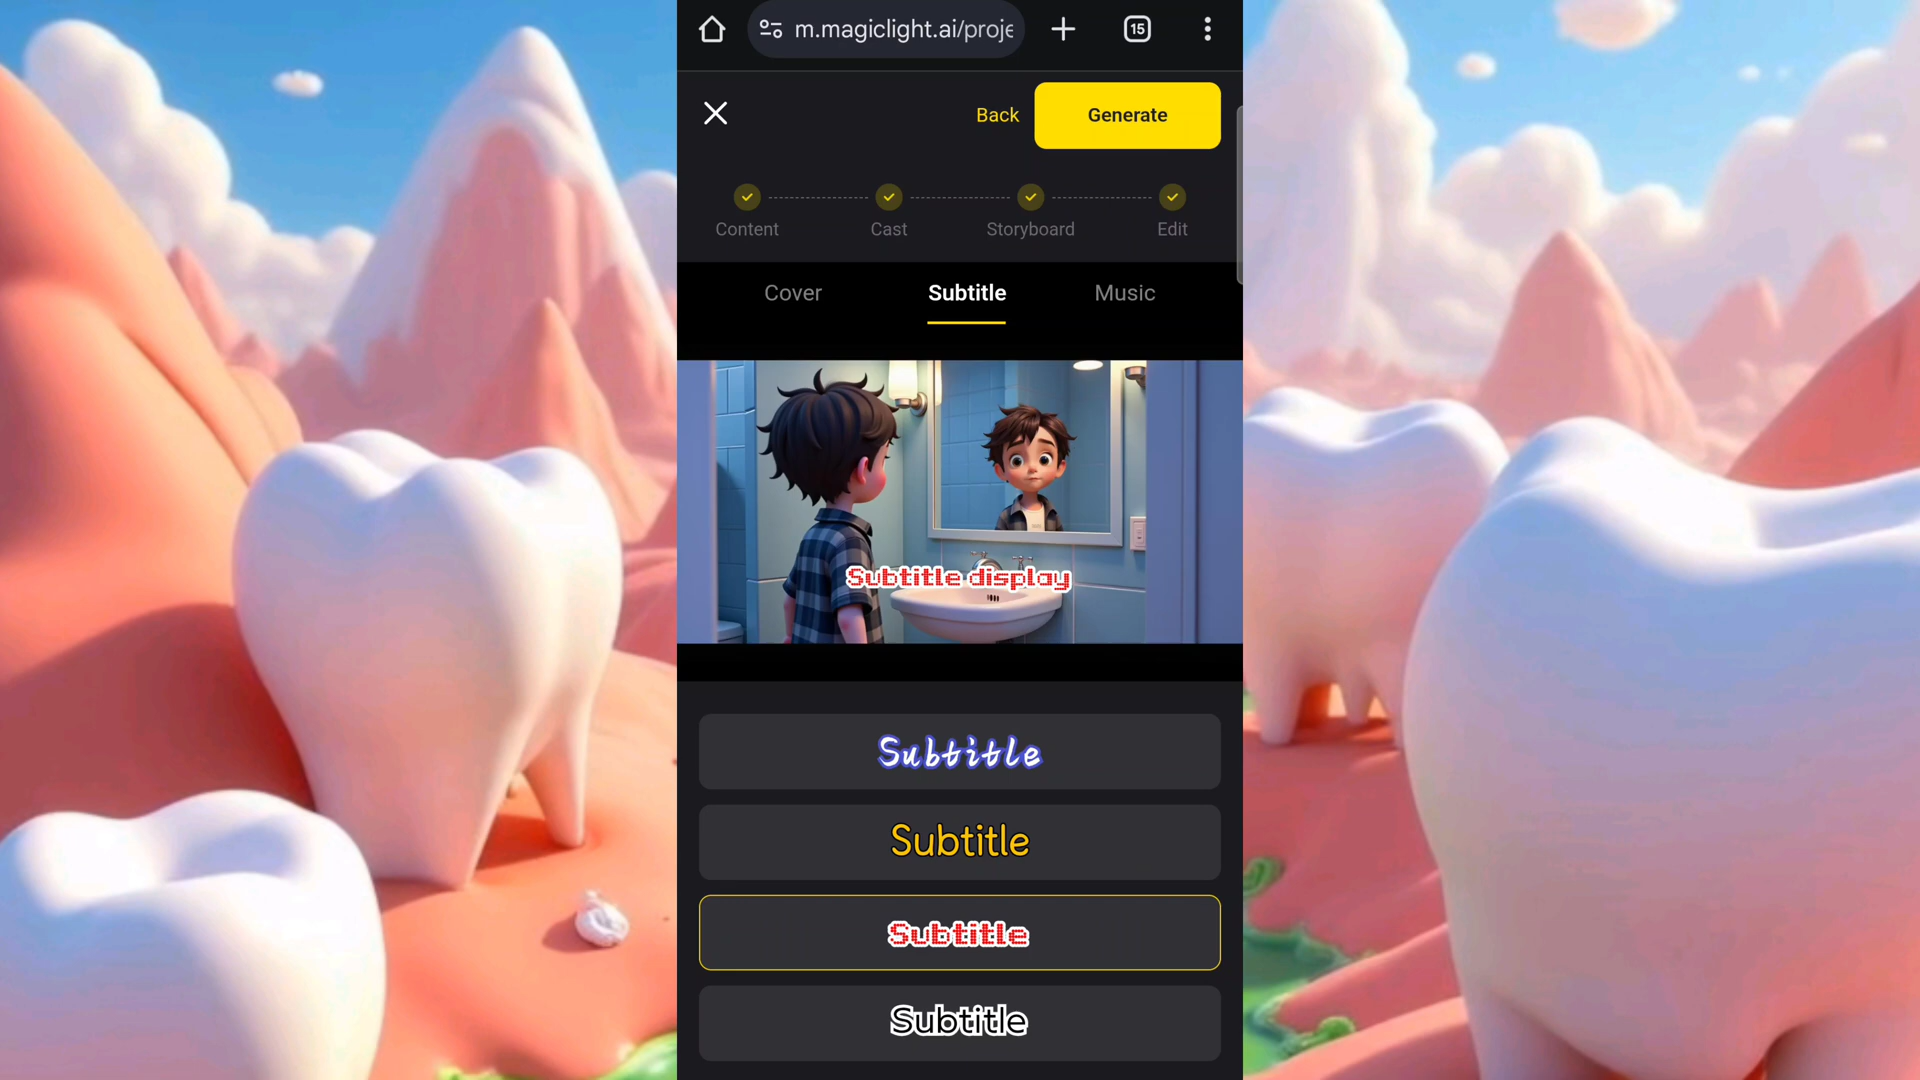 m.magiclight.ai/proje
15
Back
Generate
Content
Cast
Storyboard
Edit
Cover
Subtitle
Music
Subtitle display
Subtitle
Subtitle
Subtitle
Subtitle